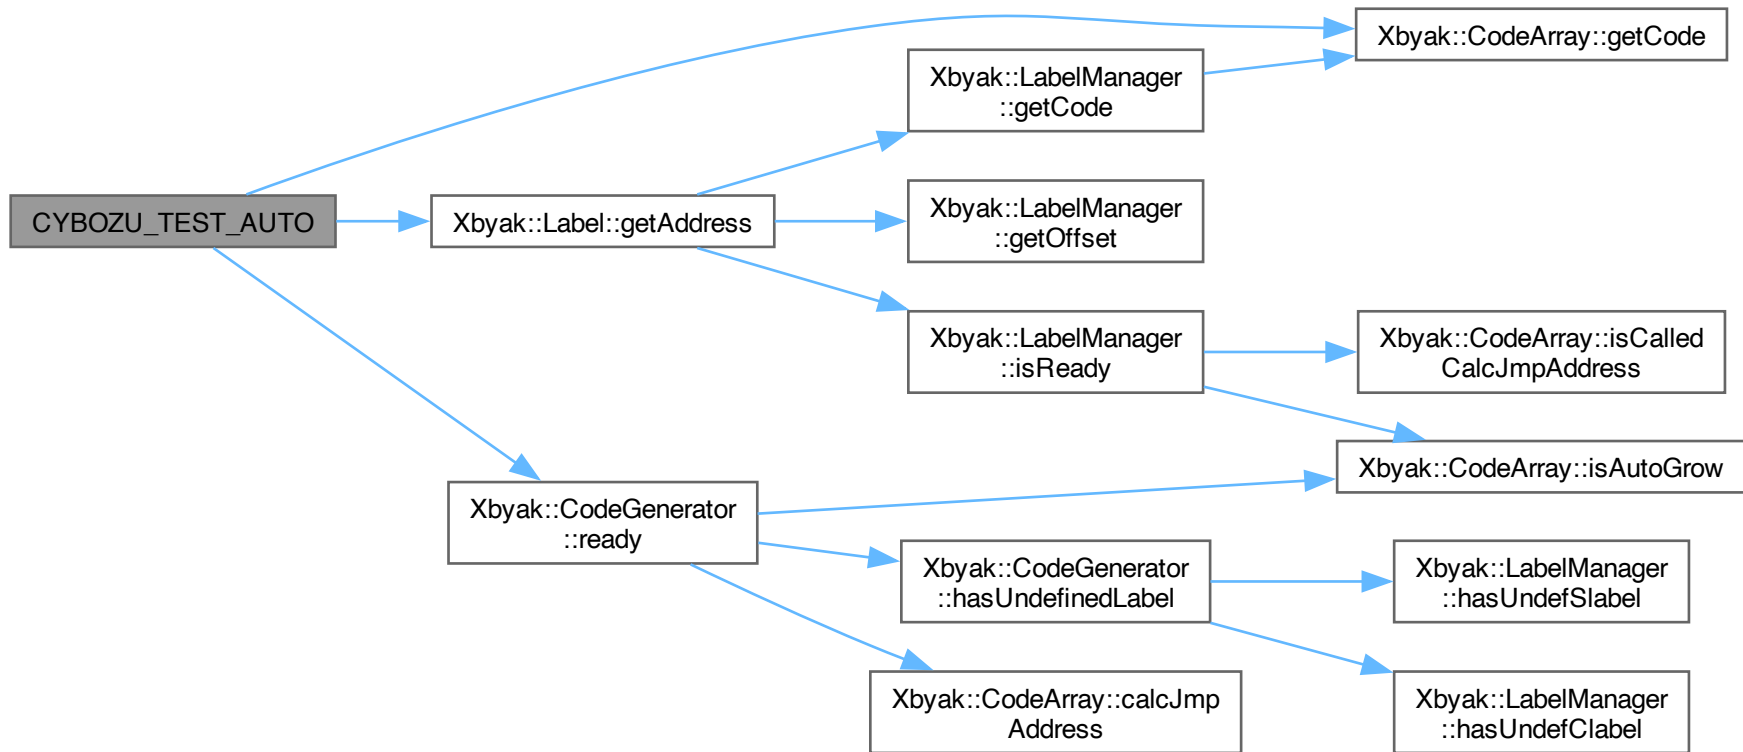 CYBOZU_TEST_AUTO
Xbyak::Label::getAddress
Xbyak::CodeGenerator
::ready
Xbyak::LabelManager
::getCode
Xbyak::LabelManager
::getOffset
Xbyak::LabelManager
::isReady
Xbyak::CodeGenerator
::hasUndefinedLabel
Xbyak::CodeArray::calcJmp
Address
Xbyak::CodeArray::getCode
Xbyak::CodeArray::isCalled
CalcJmpAddress
Xbyak::CodeArray::isAutoGrow
Xbyak::LabelManager
::hasUndefSlabel
Xbyak::LabelManager
::hasUndefClabel